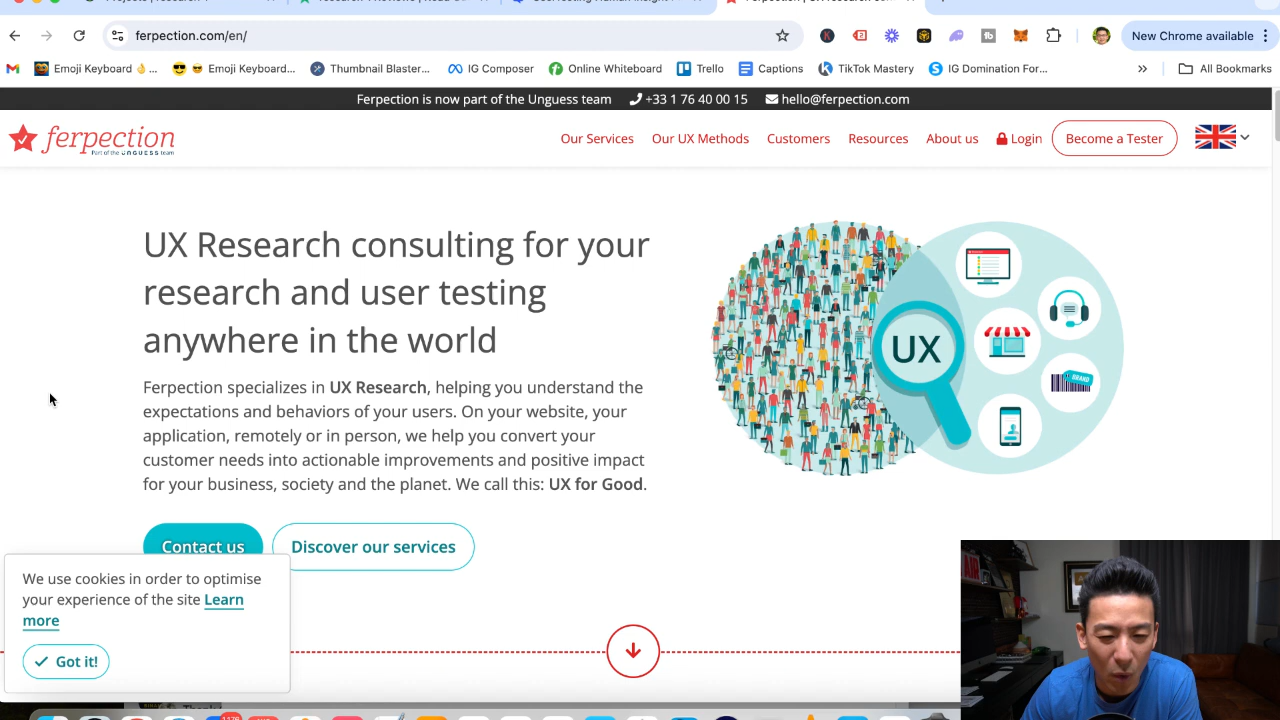 ferpection.com/en/
New Chrome available
Emoji Keyboard 👌 ...
Emoji Keyboard...
Thumbnail Blaster...
IG Composer
Online Whiteboard
Trello
Captions
TikTok Mastery
IG Domination For...
All Bookmarks
Ferpection is now part of the Unguess team
+33 1 76 40 00 15
hello@ferpection.com
ferpection
Part of the UNGUESS team
Our Services
Our UX Methods
Customers
Resources
About us
Login
Become a Tester
UX Research consulting for your
research and user testing
anywhere in the world
UX
BRAND
Ferpection specializes in UX Research, helping you understand the
expectations and behaviors of your users. On your website, your
application, remotely or in person, we help you convert your
customer needs into actionable improvements and positive impact
for your business, society and the planet. We call this: UX for Good.
Contact us
Discover our services
We use cookies in order to optimise
your experience of the site Learn
more
Got it!